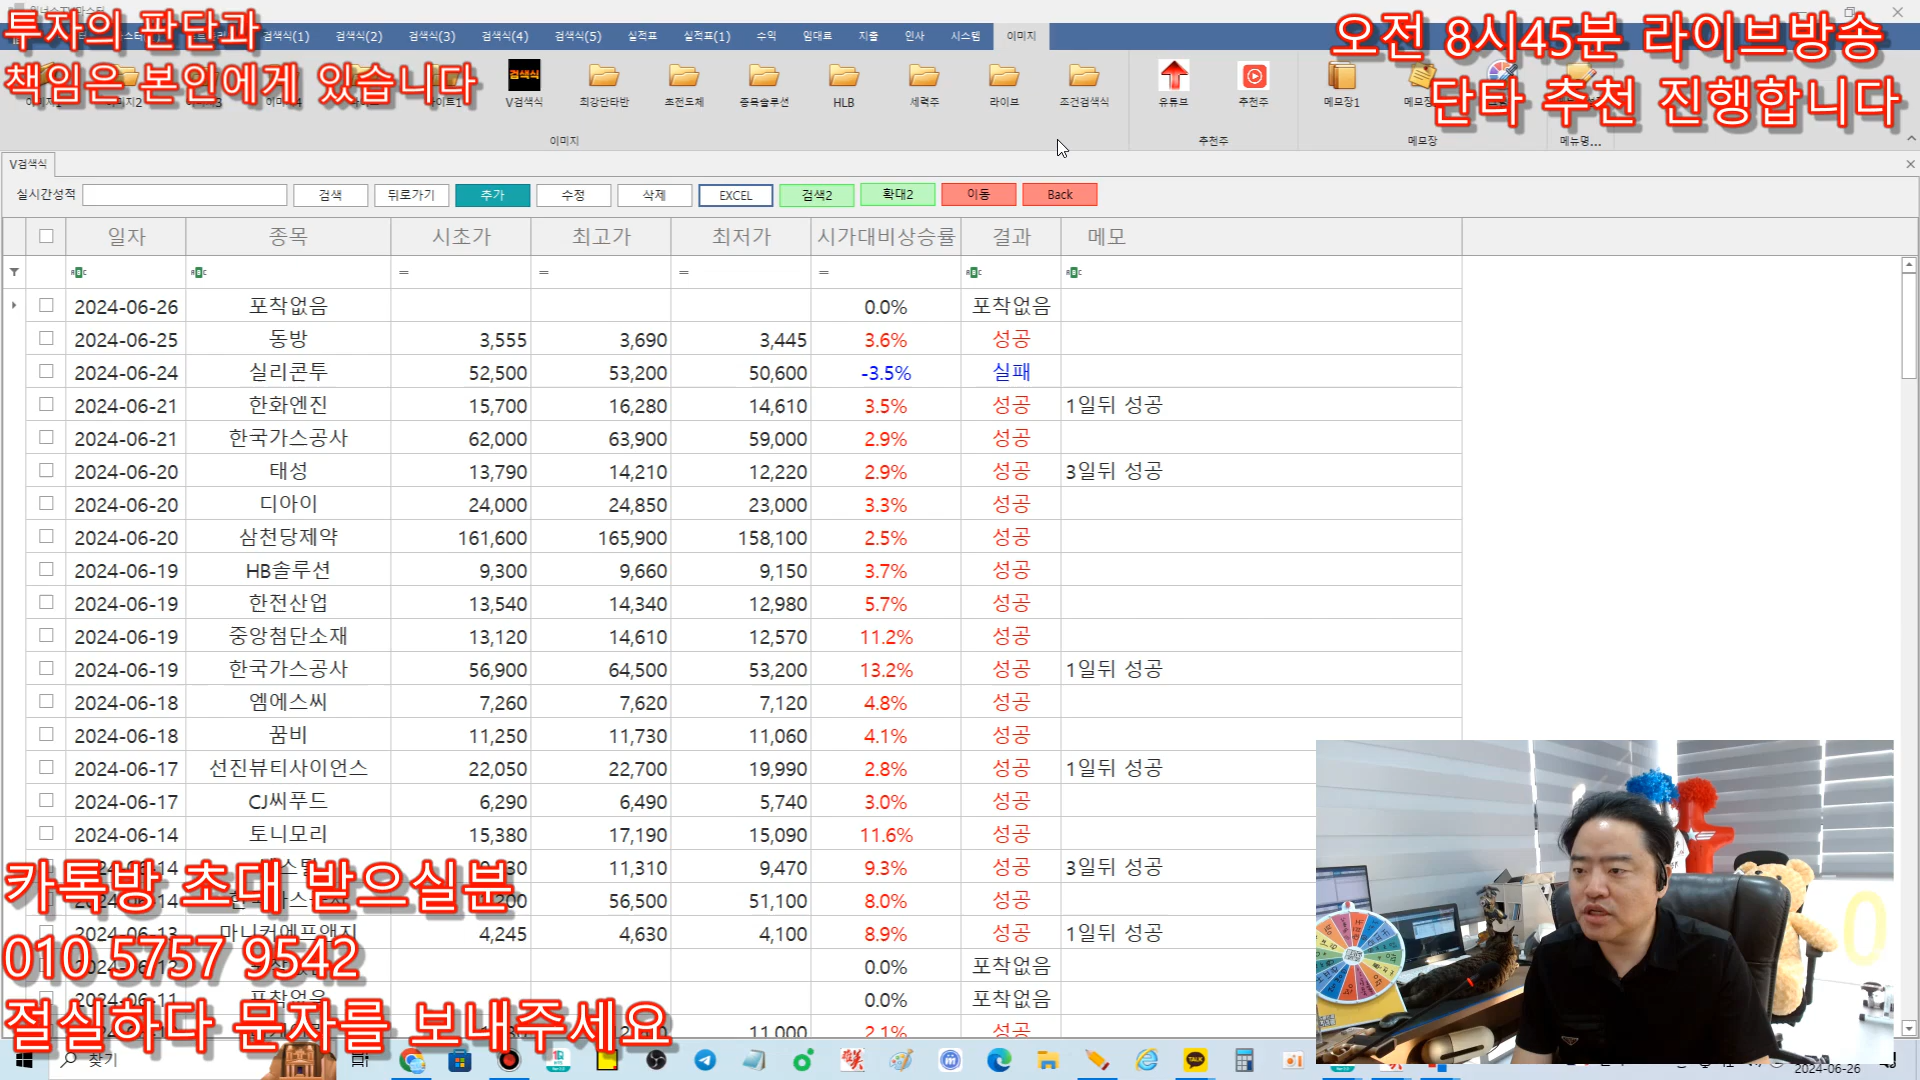 투자의 판단과
책임은 본인에게 있습니다
오전 8시45분 라이브방송
단타 추천 진행합니다
검색식(1) 검색식(2) 검색식(3) 검색식(4) 검색식(5) 실적표 실적표(1) 수익 임대료 지출 인사 시스템 이미지
V검색식 최강단타반 초전도체 종목솔루션 HLB 세력주 라이브 조건검색식 유튜브 추천주 메모장1
이미지 추천주 메모장 메뉴명...
V검색식
실시간성적 검색 뒤로가기 추가 수정 삭제 EXCEL 검색2 확대2 이동 Back
일자 종목 시초가 최고가 최저가 시가대비상승률 결과 메모
2024-06-26 포착없음 0.0% 포착없음
2024-06-25 동방 3,555 3,690 3,445 3.6% 성공
2024-06-24 실리콘투 52,500 53,200 50,600 -3.5% 실패
2024-06-21 한화엔진 15,700 16,280 14,610 3.5% 성공 1일뒤 성공
2024-06-21 한국가스공사 62,000 63,900 59,000 2.9% 성공
2024-06-20 태성 13,790 14,210 12,220 2.9% 성공 3일뒤 성공
2024-06-20 디아이 24,000 24,850 23,000 3.3% 성공
2024-06-20 삼천당제약 161,600 165,900 158,100 2.5% 성공
2024-06-19 HB솔루션 9,300 9,660 9,150 3.7% 성공
2024-06-19 한전산업 13,540 14,340 12,980 5.7% 성공
2024-06-19 중앙첨단소재 13,120 14,610 12,570 11.2% 성공
2024-06-19 한국가스공사 56,900 64,500 53,200 13.2% 성공 1일뒤 성공
2024-06-18 엠에스씨 7,260 7,620 7,120 4.8% 성공
2024-06-18 꿈비 11,250 11,730 11,060 4.1% 성공
2024-06-17 선진뷰티사이언스 22,050 22,700 19,990 2.8% 성공 1일뒤 성공
2024-06-17 CJ씨푸드 6,290 6,490 5,740 3.0% 성공
2024-06-14 토니모리 15,380 17,190 15,090 11.6% 성공
11,310 9,470 9.3% 성공 3일뒤 성공
56,500 51,100 8.0% 성공
마니커에프앤지 4,245 4,630 4,100 8.9% 성공 1일뒤 성공
0.0% 포착없음
0.0% 포착없음
11,000 2.1% 성공
카톡방 초대 받으실분
010 5757 9542
절실하다 문자를 보내주세요
찾기
2024-06-26